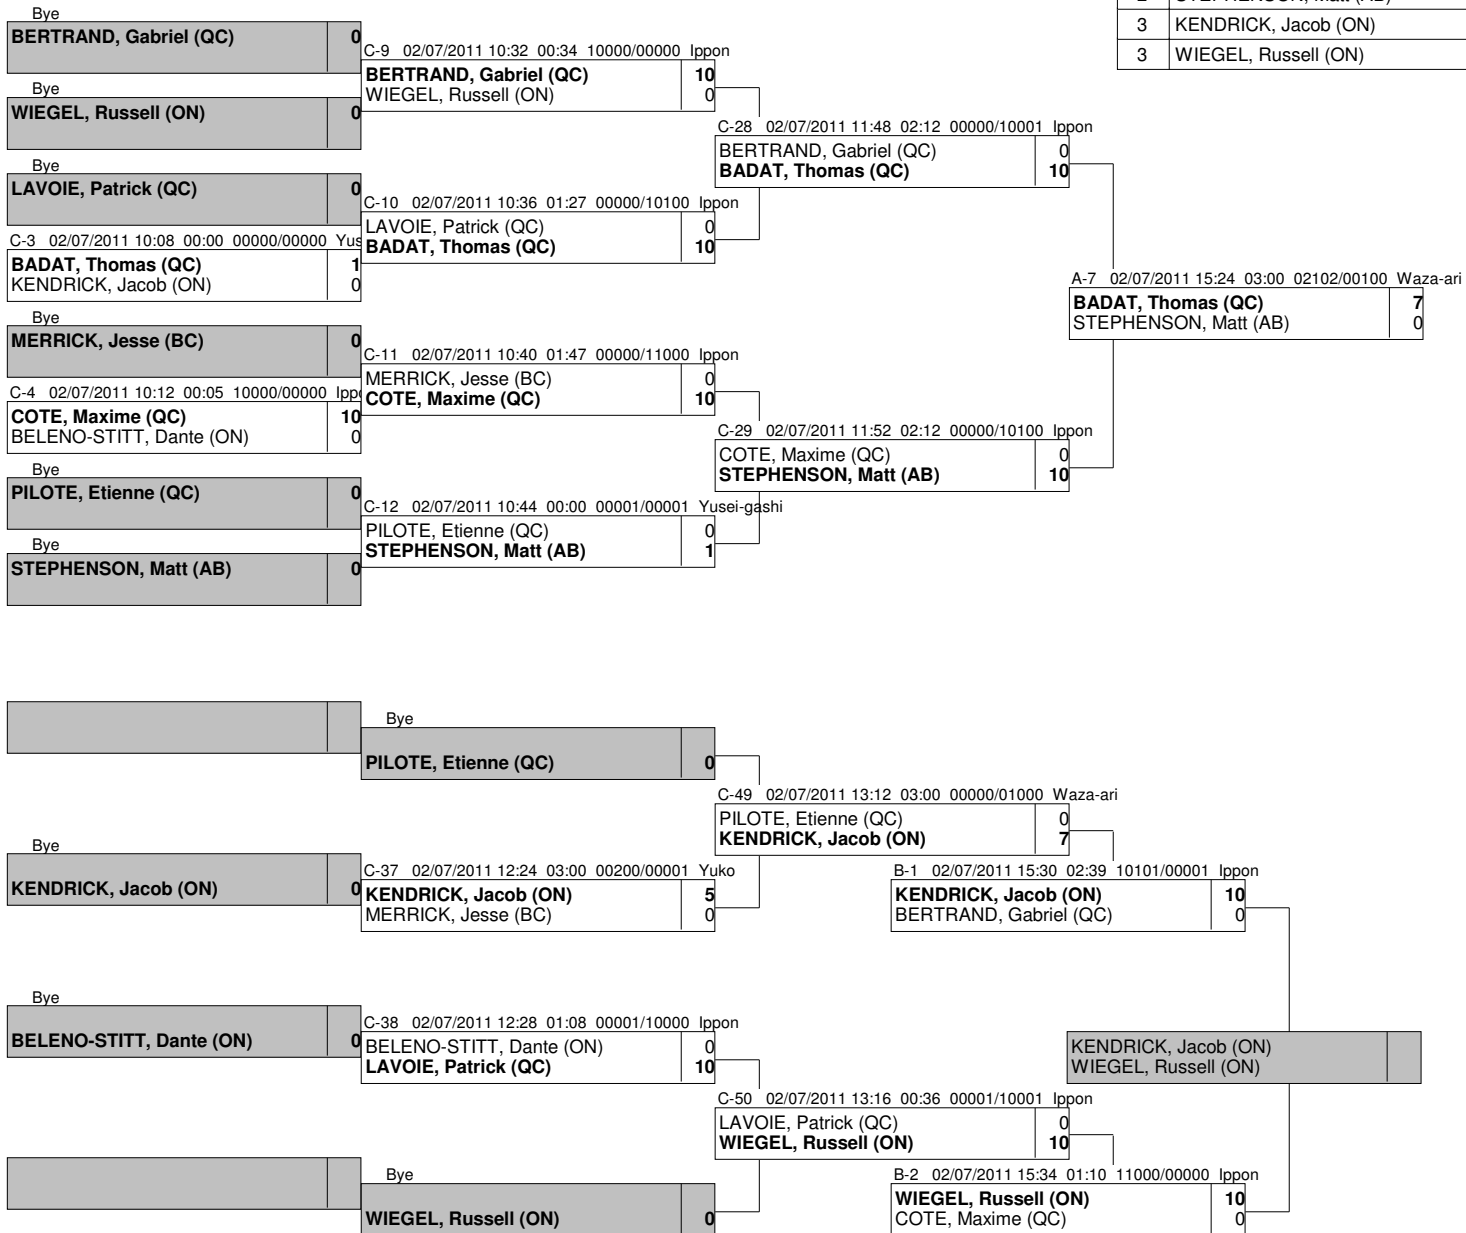 2 STEPHENSON, Matt (AB)
3 KENDRICK, Jacob (ON)
3 WIEGEL, Russell (ON)
Bye
BERTRAND, Gabriel (QC) 0
Bye
WIEGEL, Russell (ON) 0
Bye
LAVOIE, Patrick (QC) 0
C-3 02/07/2011 10:08 00:00 00000/00000 Yus
BADAT, Thomas (QC) 1
KENDRICK, Jacob (ON) 0
Bye
MERRICK, Jesse (BC) 0
C-4 02/07/2011 10:12 00:05 10000/00000 Ippo
COTE, Maxime (QC) 10
BELENO-STITT, Dante (ON) 0
Bye
PILOTE, Etienne (QC) 0
Bye
STEPHENSON, Matt (AB) 0
C-9 02/07/2011 10:32 00:34 10000/00000 Ippon
BERTRAND, Gabriel (QC) 10
WIEGEL, Russell (ON) 0
C-10 02/07/2011 10:36 01:27 00000/10100 Ippon
LAVOIE, Patrick (QC) 0
BADAT, Thomas (QC) 10
C-11 02/07/2011 10:40 01:47 00000/11000 Ippon
MERRICK, Jesse (BC) 0
COTE, Maxime (QC) 10
C-12 02/07/2011 10:44 00:00 00001/00001 Yusei-gashi
PILOTE, Etienne (QC) 0
STEPHENSON, Matt (AB) 1
C-28 02/07/2011 11:48 02:12 00000/10001 Ippon
BERTRAND, Gabriel (QC) 0
BADAT, Thomas (QC) 10
C-29 02/07/2011 11:52 02:12 00000/10100 Ippon
COTE, Maxime (QC) 0
STEPHENSON, Matt (AB) 10
A-7 02/07/2011 15:24 03:00 02102/00100 Waza-ari
BADAT, Thomas (QC) 7
STEPHENSON, Matt (AB) 0
Bye
PILOTE, Etienne (QC) 0
Bye
KENDRICK, Jacob (ON) 0
C-37 02/07/2011 12:24 03:00 00200/00001 Yuko
KENDRICK, Jacob (ON) 5
MERRICK, Jesse (BC) 0
C-49 02/07/2011 13:12 03:00 00000/01000 Waza-ari
PILOTE, Etienne (QC) 0
KENDRICK, Jacob (ON) 7
B-1 02/07/2011 15:30 02:39 10101/00001 Ippon
KENDRICK, Jacob (ON) 10
BERTRAND, Gabriel (QC) 0
Bye
BELENO-STITT, Dante (ON) 0
C-38 02/07/2011 12:28 01:08 00001/10000 Ippon
BELENO-STITT, Dante (ON) 0
LAVOIE, Patrick (QC) 10
KENDRICK, Jacob (ON)
WIEGEL, Russell (ON)
C-50 02/07/2011 13:16 00:36 00001/10001 Ippon
LAVOIE, Patrick (QC) 0
WIEGEL, Russell (ON) 10
Bye
WIEGEL, Russell (ON) 0
B-2 02/07/2011 15:34 01:10 11000/00000 Ippon
WIEGEL, Russell (ON) 10
COTE, Maxime (QC) 0